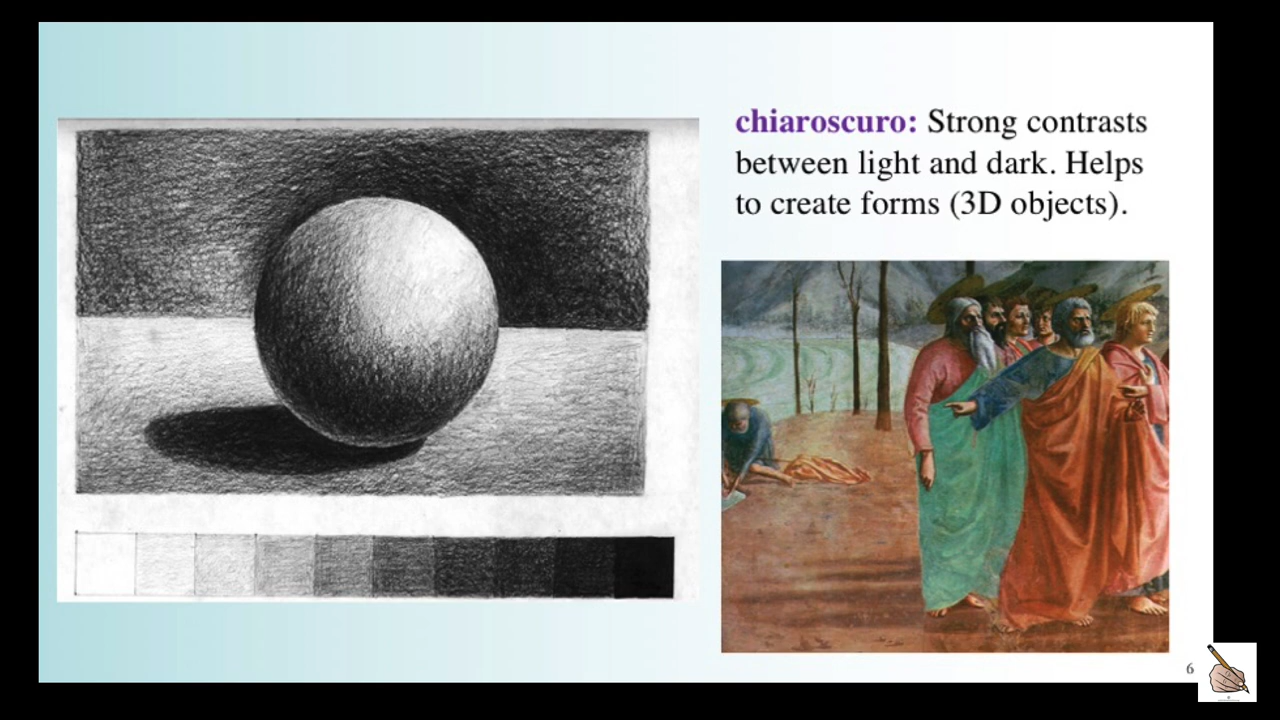 chiaroscuro: Strong contrasts
between light and dark. Helps
to create forms (3D objects).
6